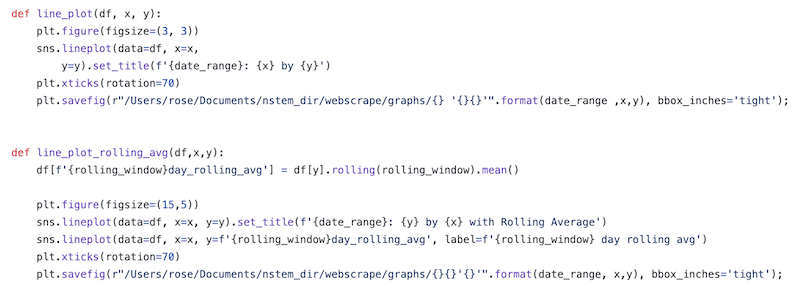 def line_plot(df, x, y):
    plt.figure(figsize=(3, 3))
    sns.lineplot(data=df, x=x,
        y=y).set_title(f'{date_range}: {x} by {y}')
    plt.xticks(rotation=70)
    plt.savefig(r"/Users/rose/Documents/nstem_dir/webscrape/graphs/{} '{}{}'".format(date_range ,x,y), bbox_inches='tight');
def line_plot_rolling_avg(df,x,y):
    df[f'{rolling_window}day_rolling_avg'] = df[y].rolling(rolling_window).mean()
    plt.figure(figsize=(15,5))
    sns.lineplot(data=df, x=x, y=y).set_title(f'{date_range}: {y} by {x} with Rolling Average')
    sns.lineplot(data=df, x=x, y=f'{rolling_window}day_rolling_avg', label=f'{rolling_window} day rolling avg')
    plt.xticks(rotation=70)
    plt.savefig(r"/Users/rose/Documents/nstem_dir/webscrape/graphs/{}{}'{}'".format(date_range, x,y), bbox_inches='tight');